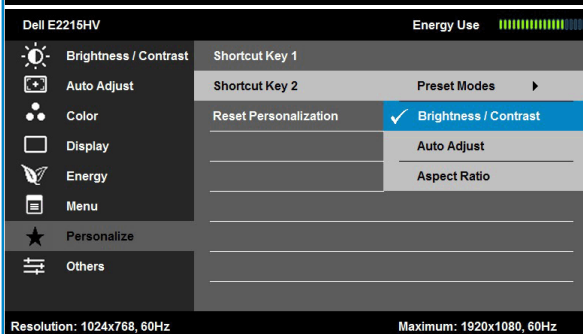 Dell E2215HV Energy Use
Brightness / Contrast Shortcut Key 1
Auto Adjust Shortcut Key 2 Preset Modes
Color Reset Personalization Brightness / Contrast
Display Auto Adjust
Energy Aspect Ratio
Menu
Personalize
Others
Resolution: 1024x768, 60Hz Maximum: 1920x1080, 60Hz